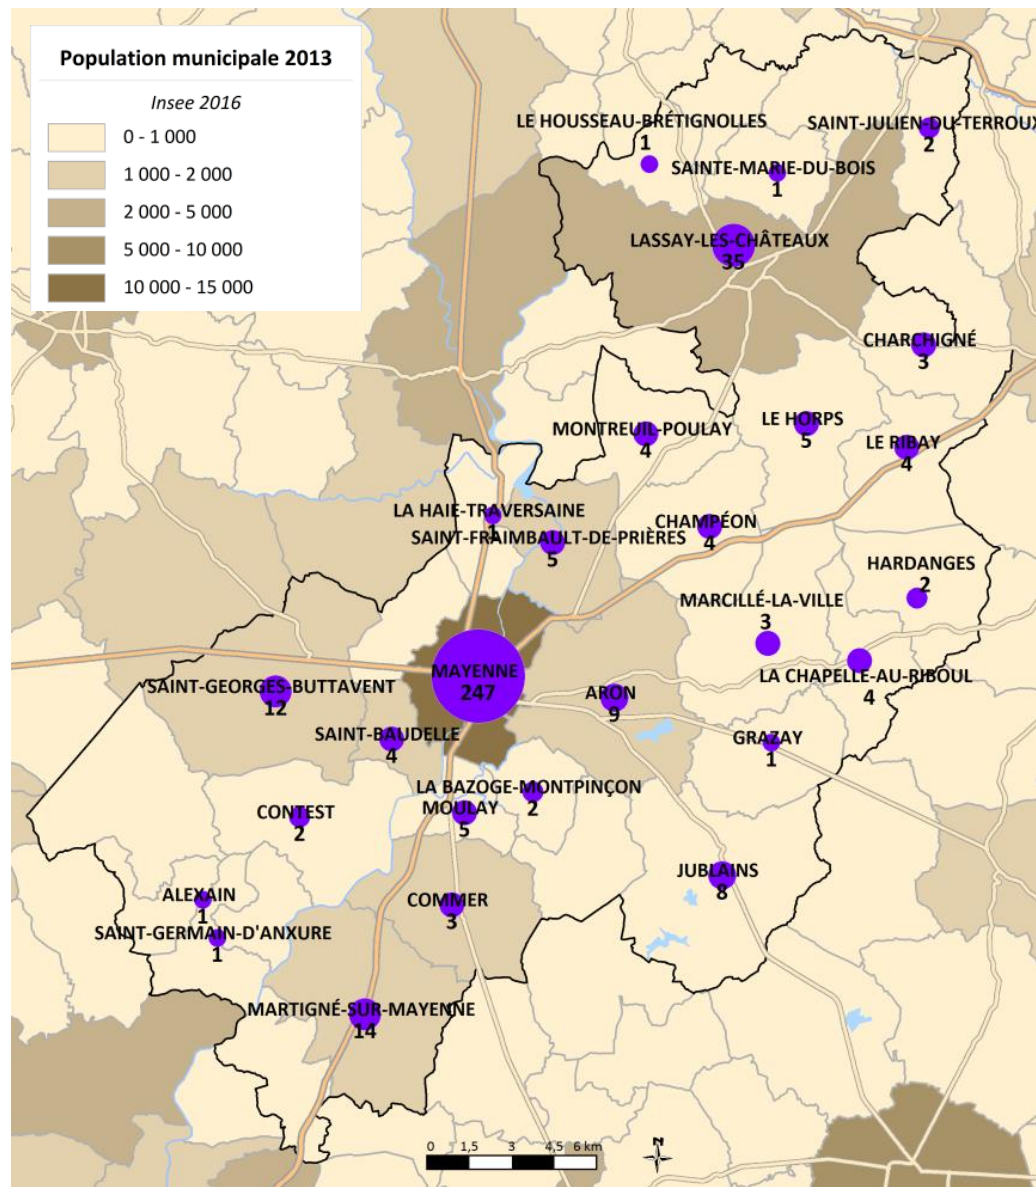 Population municipale 2013
Insee 2016
0 - 1 000
1 000 - 2 000
2 000 - 5 000
5 000 - 10 000
10 000 - 15 000
LE HOUSSEAU-BRÉTIGNOLLES
1
SAINT-JULIEN-DU-TERROUX
2
SAINTE-MARIE-DU-BOIS
1
LASSAY-LES-CHÂTEAUX
35
CHARCHIGNÉ
3
MONTREUIL-POULAY
4
LE HORPS
5
LE RIBAY
4
LA HAIE-TRAVERSAINE
1
SAINT-FRAIMBAULT-DE-PRIÈRES
5
CHAMPÉON
4
HARDANGES
2
MARCILLÉ-LA-VILLE
3
LA CHAPELLE-AU-RIBOUL
4
MAYENNE
247
SAINT-GEORGES-BUTTAVENT
12
ARON
9
SAINT-BAUDELLE
4
GRAZAY
1
LA BAZOGE-MONTPINÇON
2
MOULAY
5
CONTEST
2
JUBLAINS
8
ALEXAIN
1
COMMER
3
SAINT-GERMAIN-D'ANXURE
1
MARTIGNÉ-SUR-MAYENNE
14
0 1,5 3 4,5 6 km
N